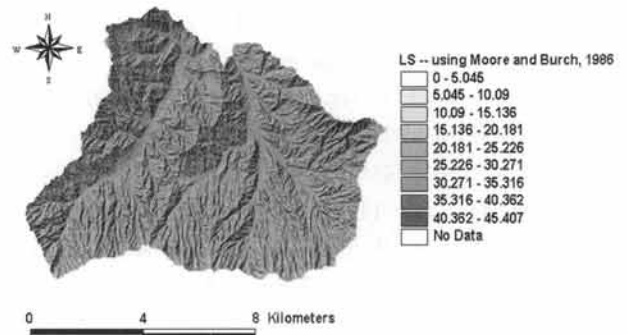 N
W E
S
LS -- using Moore and Burch, 1986
0 - 5.045
5.045 - 10.09
10.09 - 15.136
15.136 - 20.181
20.181 - 25.226
25.226 - 30.271
30.271 - 35.316
35.316 - 40.362
40.362 - 45.407
No Data
0 4 8 Kilometers